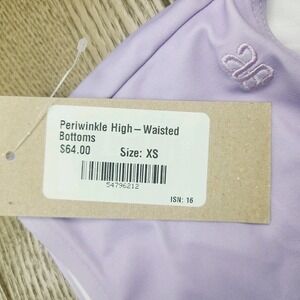 Periwinkle High-Waisted
Bottoms
$64.00 Size: XS
54796212
ISN: 16